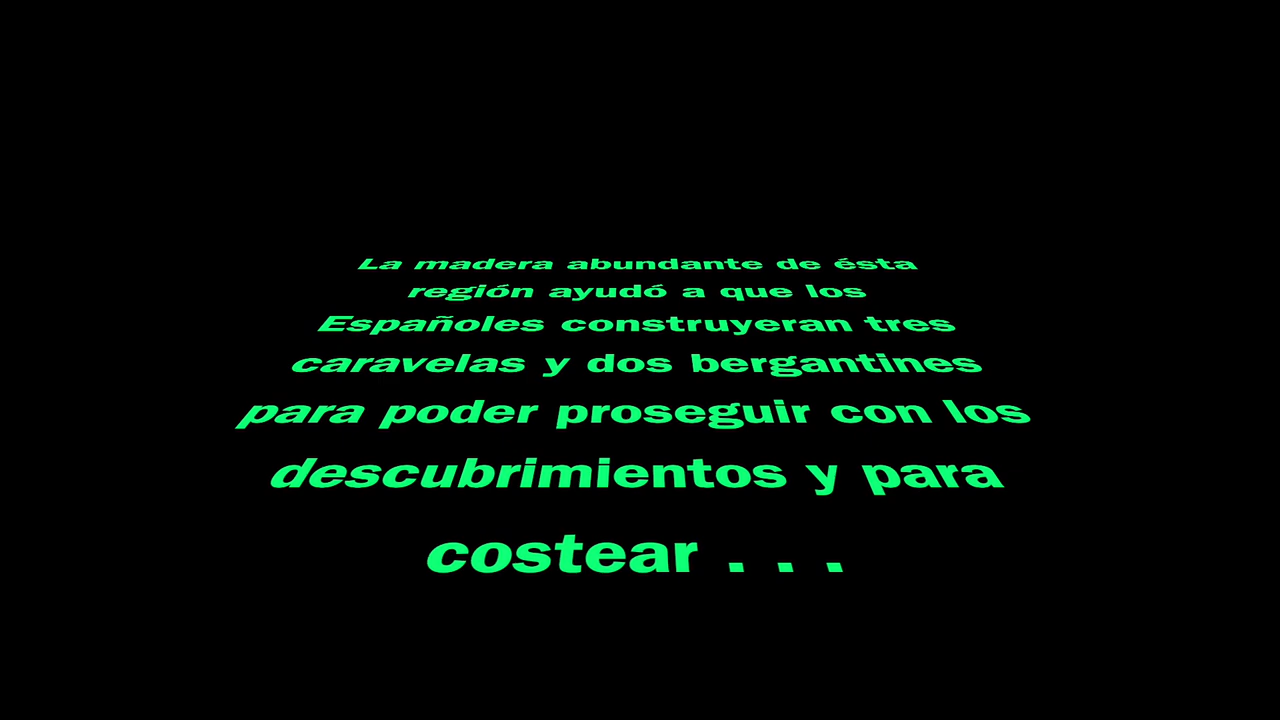 La madera abundante de ésta
región ayudó a que los
Españoles construyeran tres
caravelas y dos bergantines
para poder proseguir con los
descubrimientos y para
costear . . .